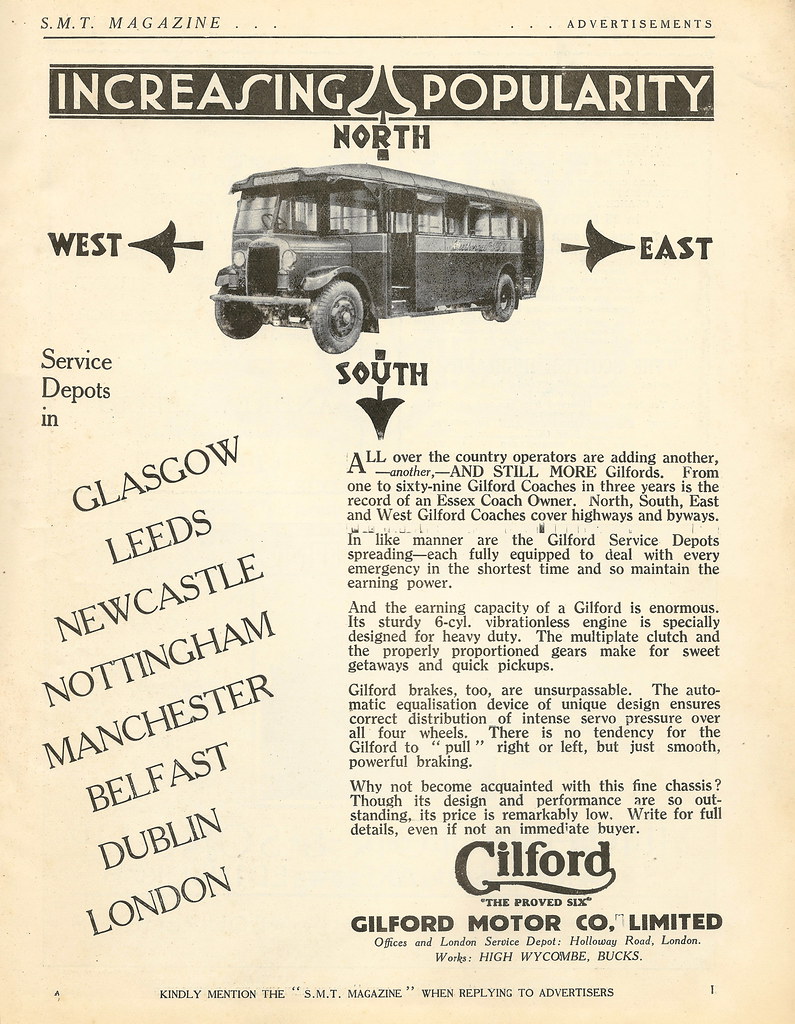 S.M.T. MAGAZINE . . .
. . . ADVERTISEMENTS
INCREASING POPULARITY
NORTH
WEST
EAST
SOUTH
Service
Depots
in
GLASGOW
LEEDS
NEWCASTLE
NOTTINGHAM
MANCHESTER
BELFAST
DUBLIN
LONDON
ALL over the country operators are adding another,
—another,—AND STILL MORE Gilfords. From
one to sixty-nine Gilford Coaches in three years is the
record of an Essex Coach Owner. North, South, East
and West Gilford Coaches cover highways and byways.
In like manner are the Gilford Service Depots
spreading—each fully equipped to deal with every
emergency in the shortest time and so maintain the
earning power.
And the earning capacity of a Gilford is enormous.
Its sturdy 6-cyl. vibrationless engine is specially
designed for heavy duty. The multiplate clutch and
the properly proportioned gears make for sweet
getaways and quick pickups.
Gilford brakes, too, are unsurpassable. The auto-
matic equalisation device of unique design ensures
correct distribution of intense servo pressure over
all four wheels. There is no tendency for the
Gilford to “pull” right or left, but just smooth,
powerful braking.
Why not become acquainted with this fine chassis?
Though its design and performance are so out-
standing, its price is remarkably low. Write for full
details, even if not an immediate buyer.
Gilford
"THE PROVED SIX"
GILFORD MOTOR CO. LIMITED
Offices and London Service Depot: Holloway Road, London.
Works: HIGH WYCOMBE, BUCKS.
A
KINDLY MENTION THE “S.M.T. MAGAZINE” WHEN REPLYING TO ADVERTISERS
I